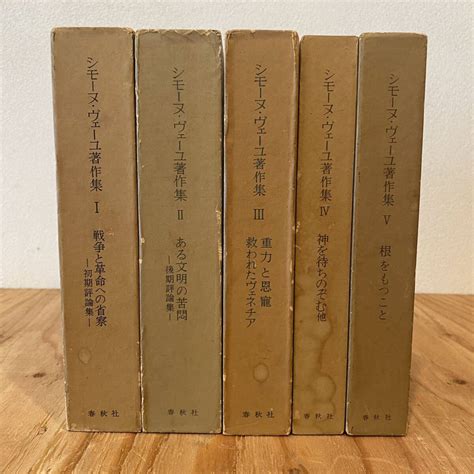 シモーヌ・ヴェーユ著作集 Ⅰ
戦争と革命への省察
―初期評論集―
春秋社
シモーヌ・ヴェーユ著作集 Ⅱ
ある文明の苦悶
―後期評論集―
春秋社
シモーヌ・ヴェーユ著作集 Ⅲ
重力と恩寵
救われたヴェネチア
春秋社
シモーヌ・ヴェーユ著作集 Ⅳ
神を待ちのぞむ他
春秋社
シモーヌ・ヴェーユ著作集 Ⅴ
根をもつこと
春秋社